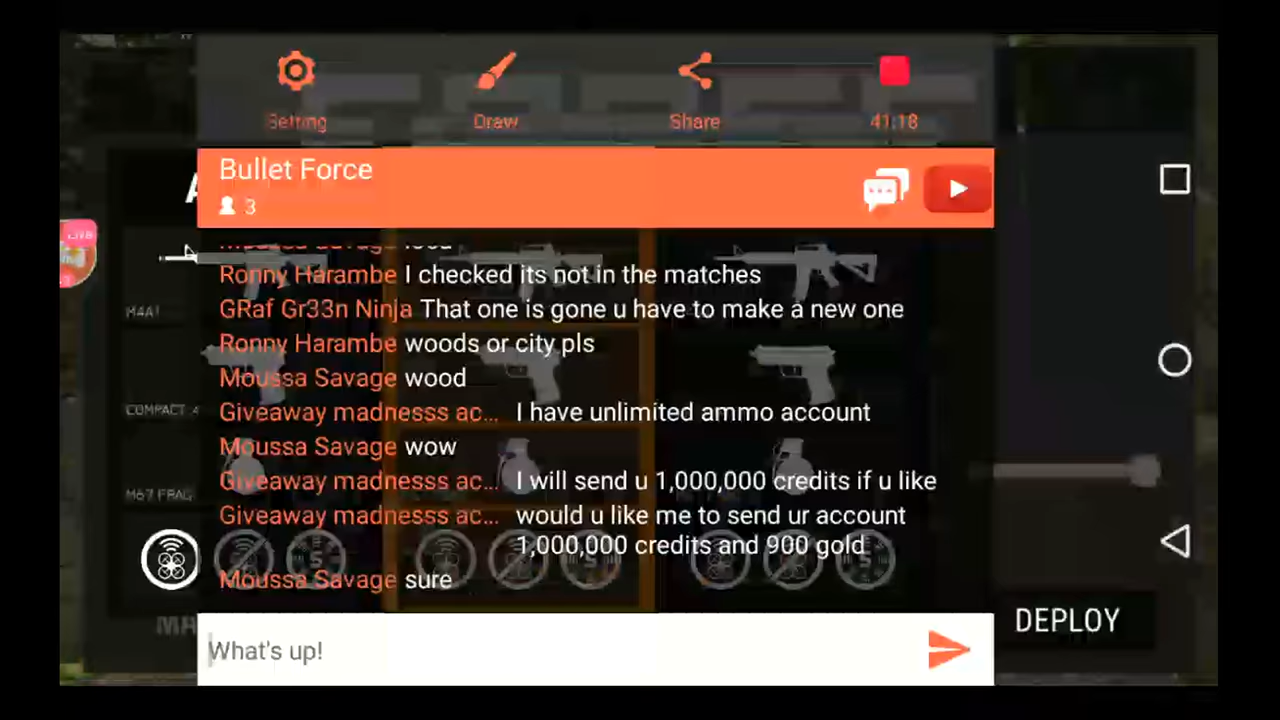 Setting
Draw
Share
41:18
Bullet Force
3
Moussa Savage
Ronny Harambe I checked its not in the matches
GRaf Gr33n Ninja That one is gone u have to make a new one
M4A1
Ronny Harambe woods or city pls
Moussa Savage wood
COMPACT .4
Giveaway madnesss ac... I have unlimited ammo account
Moussa Savage wow
Giveaway madnesss ac... I will send u 1,000,000 credits if u like
M67 FRAG
Giveaway madnesss ac... would u like me to send ur account
1,000,000 credits and 900 gold
Moussa Savage sure
DEPLOY
What's up!